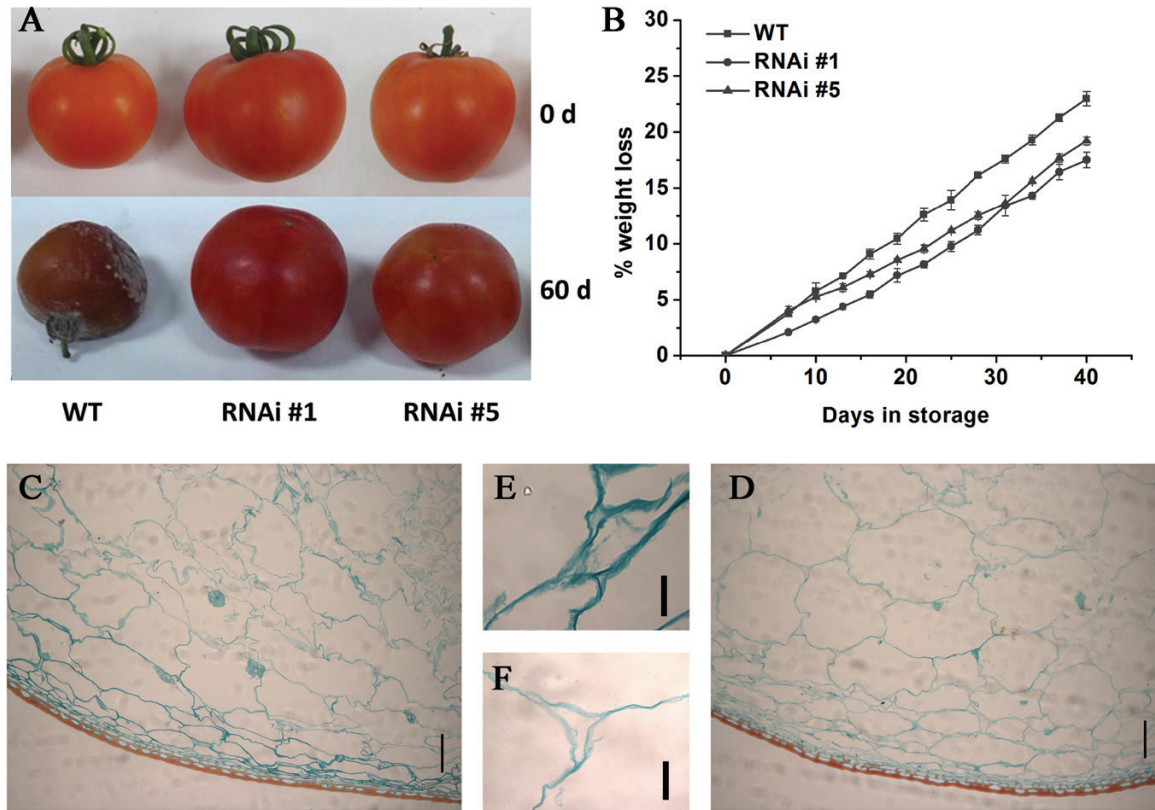 A
0 d
60 d
WT RNAi #1 RNAi #5
B
WT
RNAi #1
RNAi #5
% weight loss
30
25
20
15
10
5
0
0 10 20 30 40
Days in storage
C
E
F
D